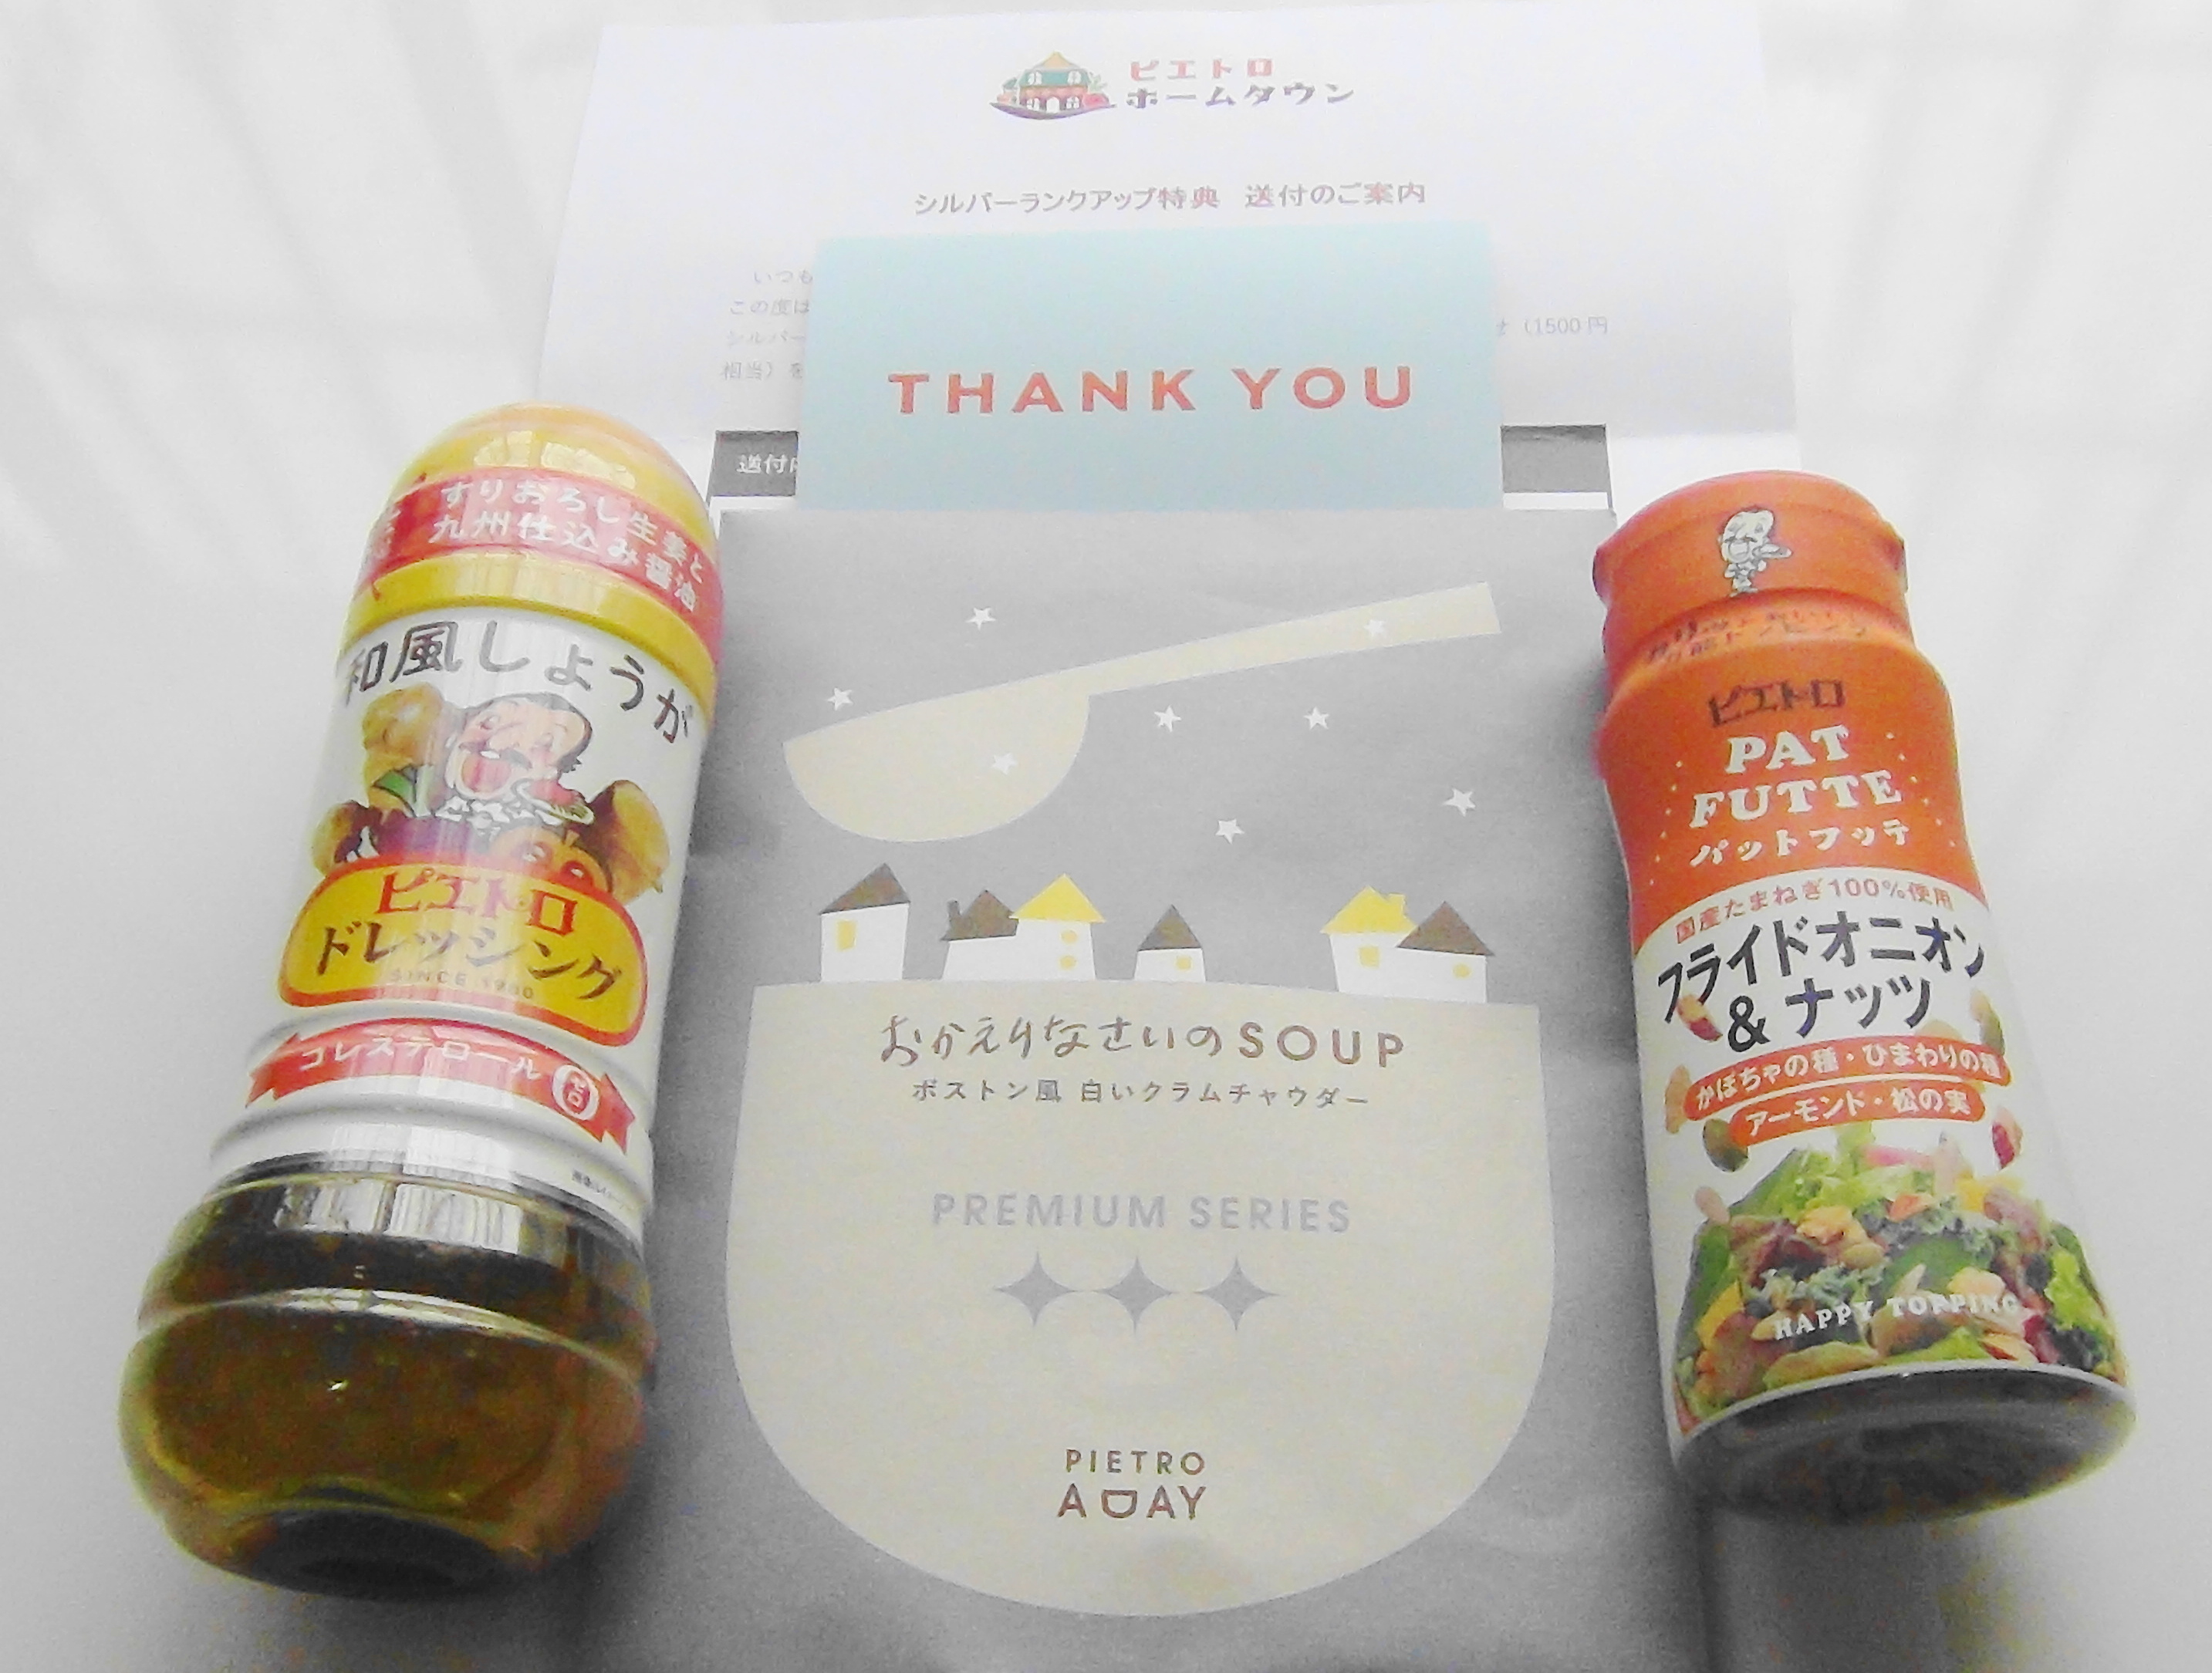 ピエトロ
ホームタウン
シルバーランクアップ特典 送付のご案内
いつも
この度は
シルバー
（1500円
相当）を
THANK YOU
送付
すりおろし生姜と
九州仕込み醤油
和風しょうが
ピエトロ
ドレッシング
SINCE 1980
コレステロール
ゼロ
おかえりなさいのSOUP
ボストン風 白いクラムチャウダー
PREMIUM SERIES
PIETRO
A DAY
ピエトロ
PAT
FUTTE
パットフッテ
国産たまねぎ100%使用
フライドオニオン
&ナッツ
かぼちゃの種・ひまわりの種
アーモンド・松の実
HAPPY TOPPING